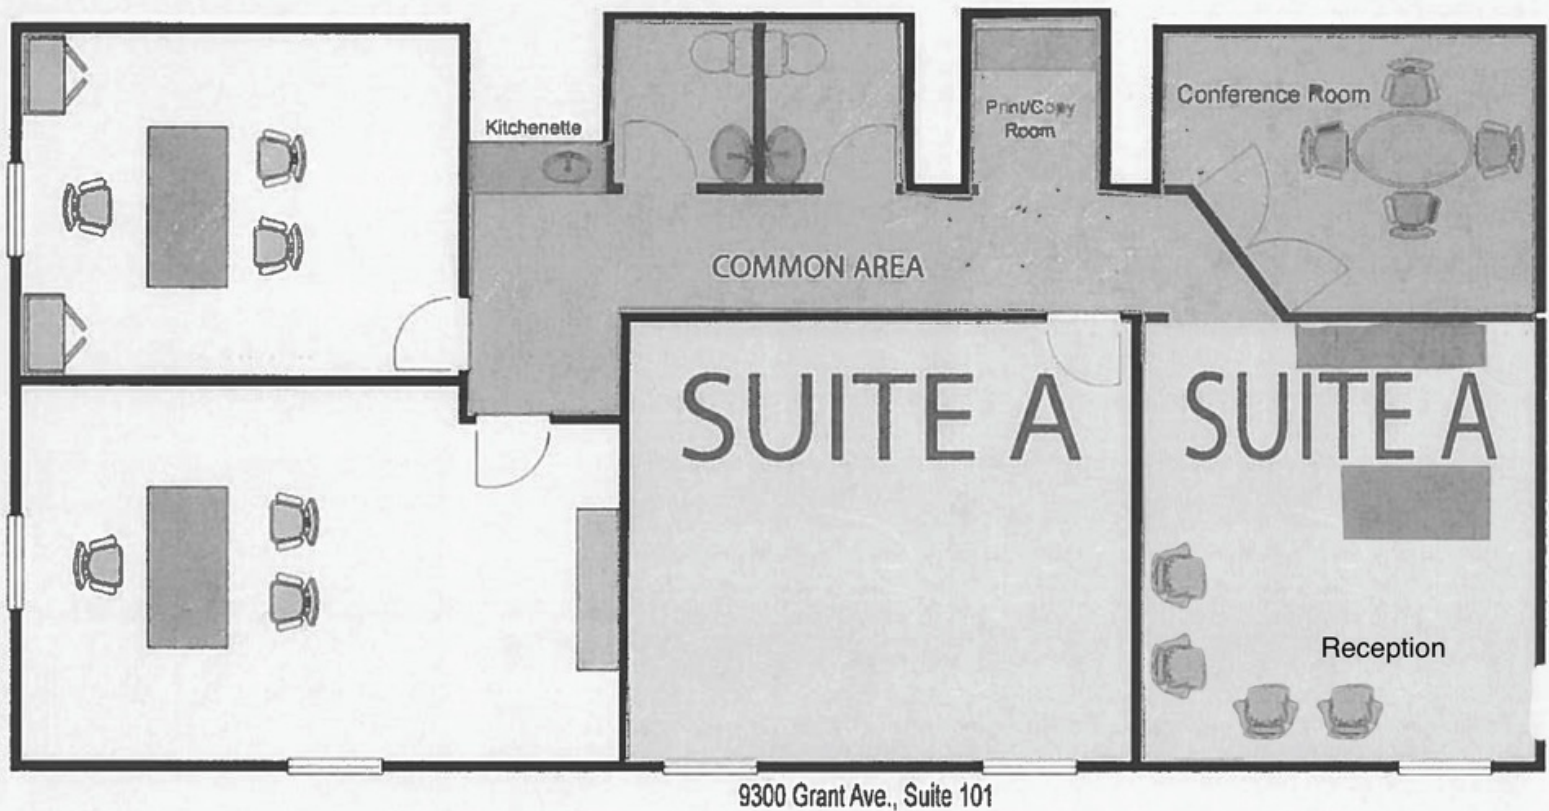 Kitchenette
Print/Copy
Room
Conference Room
COMMON AREA
SUITE A
SUITE A
Reception
9300 Grant Ave., Suite 101